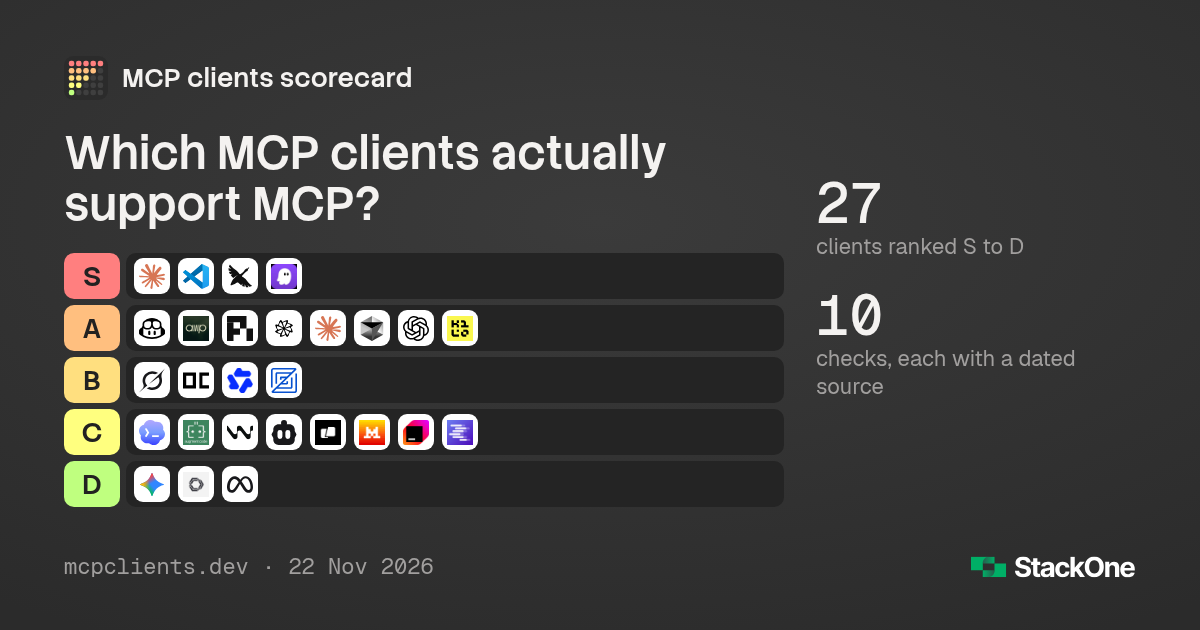 MCP clients scorecard
Which MCP clients actually
support MCP?
27
clients ranked S to D
10
checks, each with a dated
source
S
A
amp
B
C
D
mcpclients.dev · 22 Nov 2026
StackOne